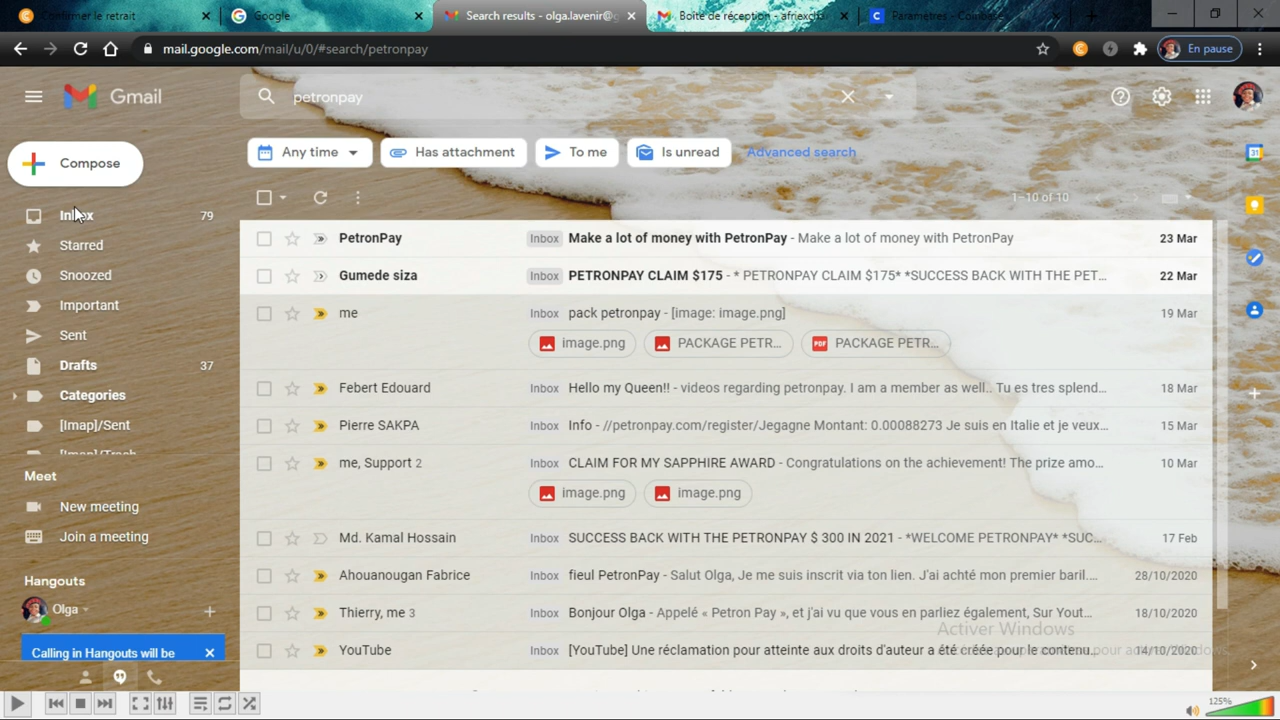 Confirmer le retrait
Google
Search results - olga.lavenir@g
Boîte de réception - afriexcha
Paramètres - Coinbase
mail.google.com/mail/u/0/#search/petronpay
En pause
Gmail
petronpay
Compose
Any time
Has attachment
To me
Is unread
Advanced search
1–10 of 10
Inbox 79
Starred
Snoozed
Important
Sent
Drafts 37
Categories
[Imap]/Sent
[Imap]/Trash
Meet
New meeting
Join a meeting
Hangouts
Olga
Calling in Hangouts will be
PetronPay Inbox Make a lot of money with PetronPay - Make a lot of money with PetronPay 23 Mar
Gumede siza Inbox PETRONPAY CLAIM $175 - * PETRONPAY CLAIM $175* *SUCCESS BACK WITH THE PET... 22 Mar
me Inbox pack petronpay - [image: image.png] 19 Mar
image.png PACKAGE PETR... PDF PACKAGE PETR...
Febert Edouard Inbox Hello my Queen!! - videos regarding petronpay. I am a member as well.. Tu es tres splend... 18 Mar
Pierre SAKPA Inbox Info - //petronpay.com/register/Jegagne Montant: 0.00088273 Je suis en Italie et je veux... 15 Mar
me, Support 2 Inbox CLAIM FOR MY SAPPHIRE AWARD - Congratulations on the achievement! The prize amo... 10 Mar
image.png image.png
Md. Kamal Hossain Inbox SUCCESS BACK WITH THE PETRONPAY $ 300 IN 2021 - *WELCOME PETRONPAY* *SUC... 17 Feb
Ahouanougan Fabrice Inbox fieul PetronPay - Salut Olga, Je me suis inscrit via ton lien. J'ai achté mon premier baril.... 28/10/2020
Thierry, me 3 Inbox Bonjour Olga - Appelé « Petron Pay », et j'ai vu que vous en parliez également, Sur Yout... 18/10/2020
YouTube Inbox [YouTube] Une réclamation pour atteinte aux droits d'auteur a été créée pour le contenu... 14/10/2020
Activer Windows
125%